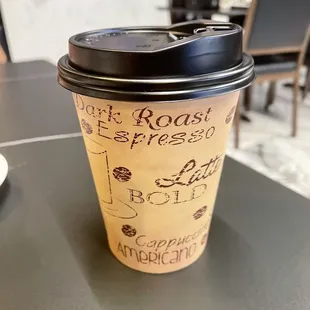 Dark Roast
Espresso
Latte
BOLD
Cappuccino
AMERICANO